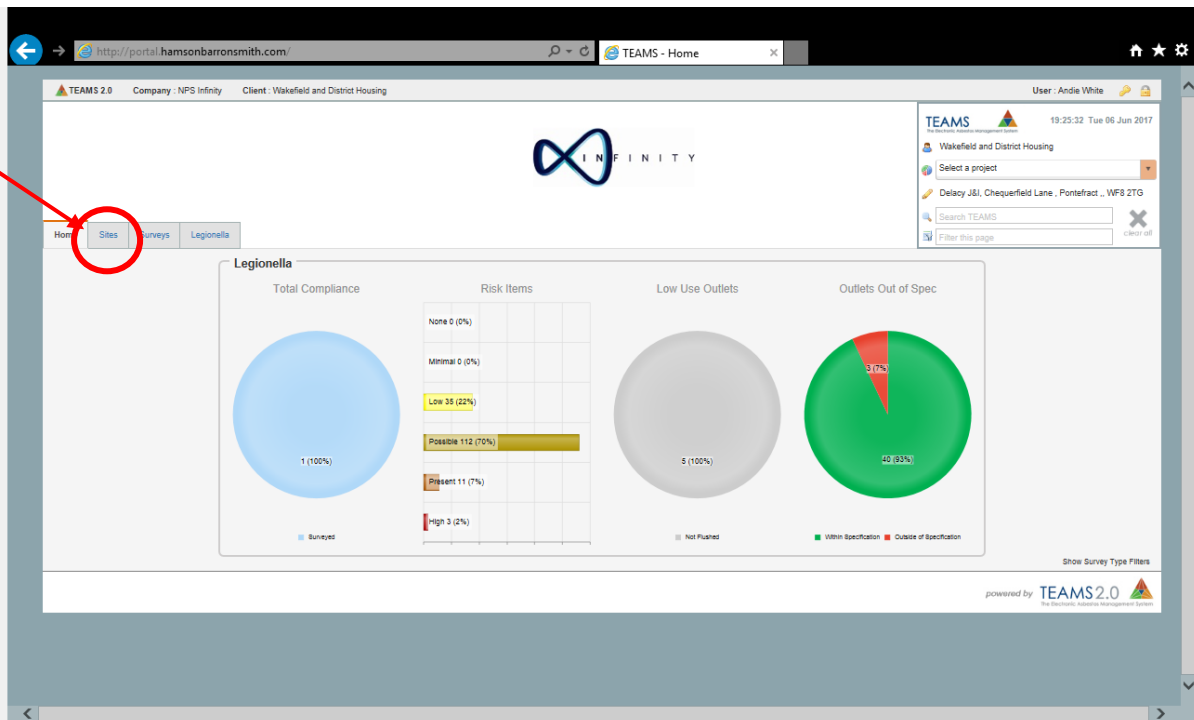 http://portal.hamsonbarronsmith.com/
TEAMS - Home
TEAMS 2.0 Company : NPS Infinity Client : Wakefield and District Housing User : Andie White
INFINITY
TEAMS 19:25:32 Tue 06 Jun 2017
The Electronic Asbestos Management System
Wakefield and District Housing
Select a project
Delacy J&I, Chequerfield Lane , Pontefract ,, WF8 2TG
Search TEAMS
Filter this page
clear all
Home Sites Surveys Legionella
Legionella
Total Compliance Risk Items Low Use Outlets Outlets Out of Spec
None 0 (0%)
Minimal 0 (0%)
Low 35 (22%)
Possible 112 (70%)
Present 11 (7%)
High 3 (2%)
1 (100%)
5 (100%)
3 (7%)
40 (93%)
Surveyed
Not Flushed
Within Specification Outside of Specification
Show Survey Type Filters
powered by TEAMS 2.0
The Electronic Asbestos Management System